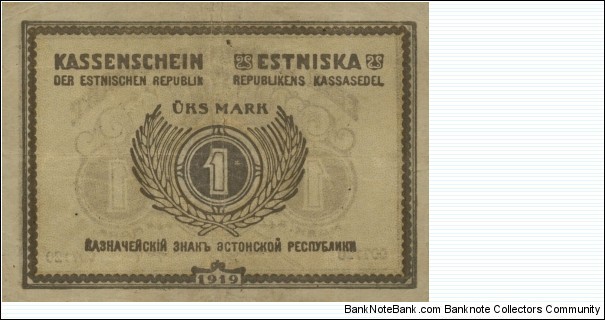 KASSENSCHEIN
DER ESTNISCHEN REPUBLIK
ESTNISKA
REPUBLIKENS KASSASEDEL
ÜKS MARK
1
КАЗНАЧЕЙСКІЙ ЗНАКЪ ЭСТОНСКОЙ РЕСПУБЛИКИ
1919
BankNoteBank.com - Banknote Collectors Community